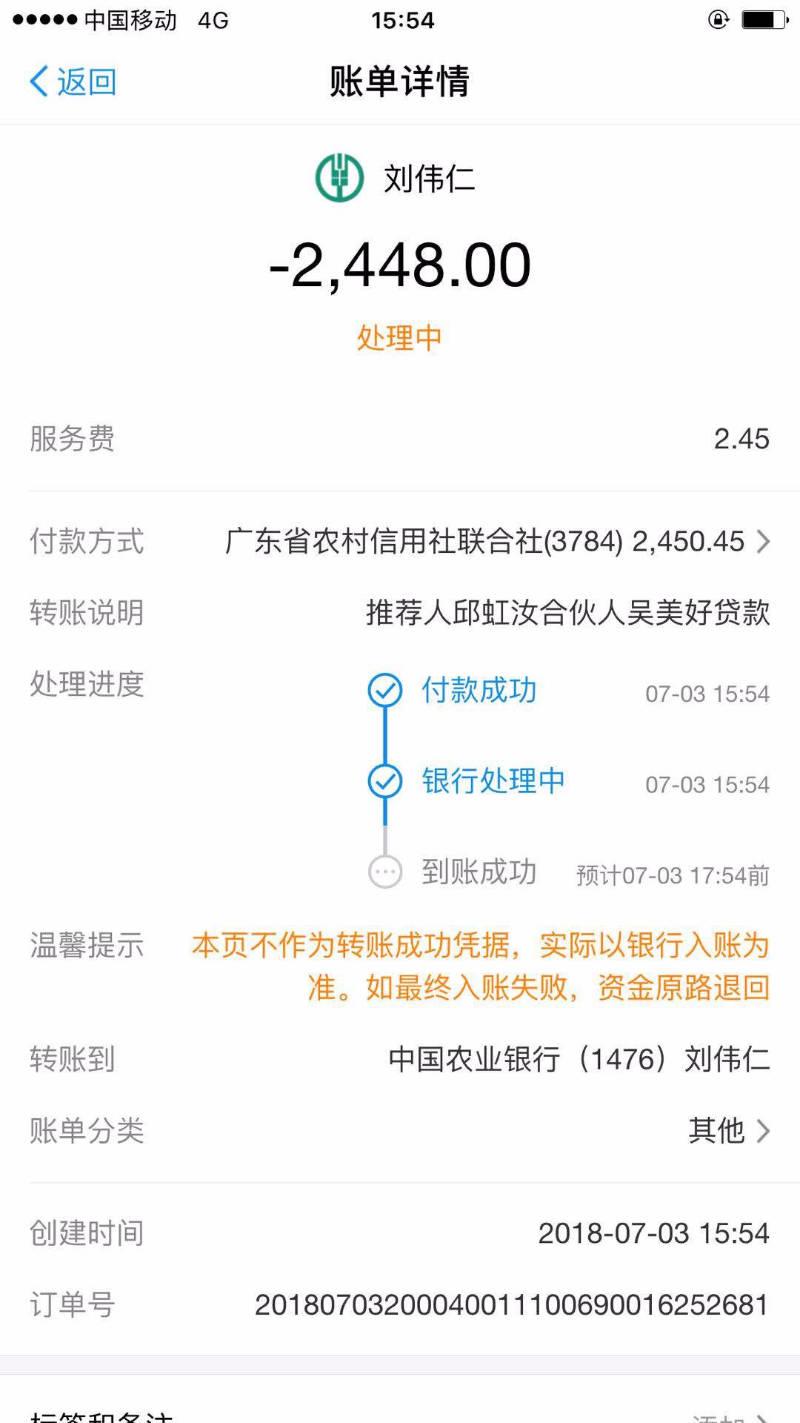 中国移动 4G 15:54
返回 账单详情
刘伟仁
-2,448.00
处理中
服务费 2.45
付款方式 广东省农村信用社联合社(3784) 2,450.45
转账说明 推荐人邱虹汝合伙人吴美好贷款
处理进度 付款成功 07-03 15:54
银行处理中 07-03 15:54
到账成功 预计07-03 17:54前
温馨提示 本页不作为转账成功凭据，实际以银行入账为
准。如最终入账失败，资金原路退回
转账到 中国农业银行（1476）刘伟仁
账单分类 其他
创建时间 2018-07-03 15:54
订单号 20180703200040011100690016252681
标签和备注 添加